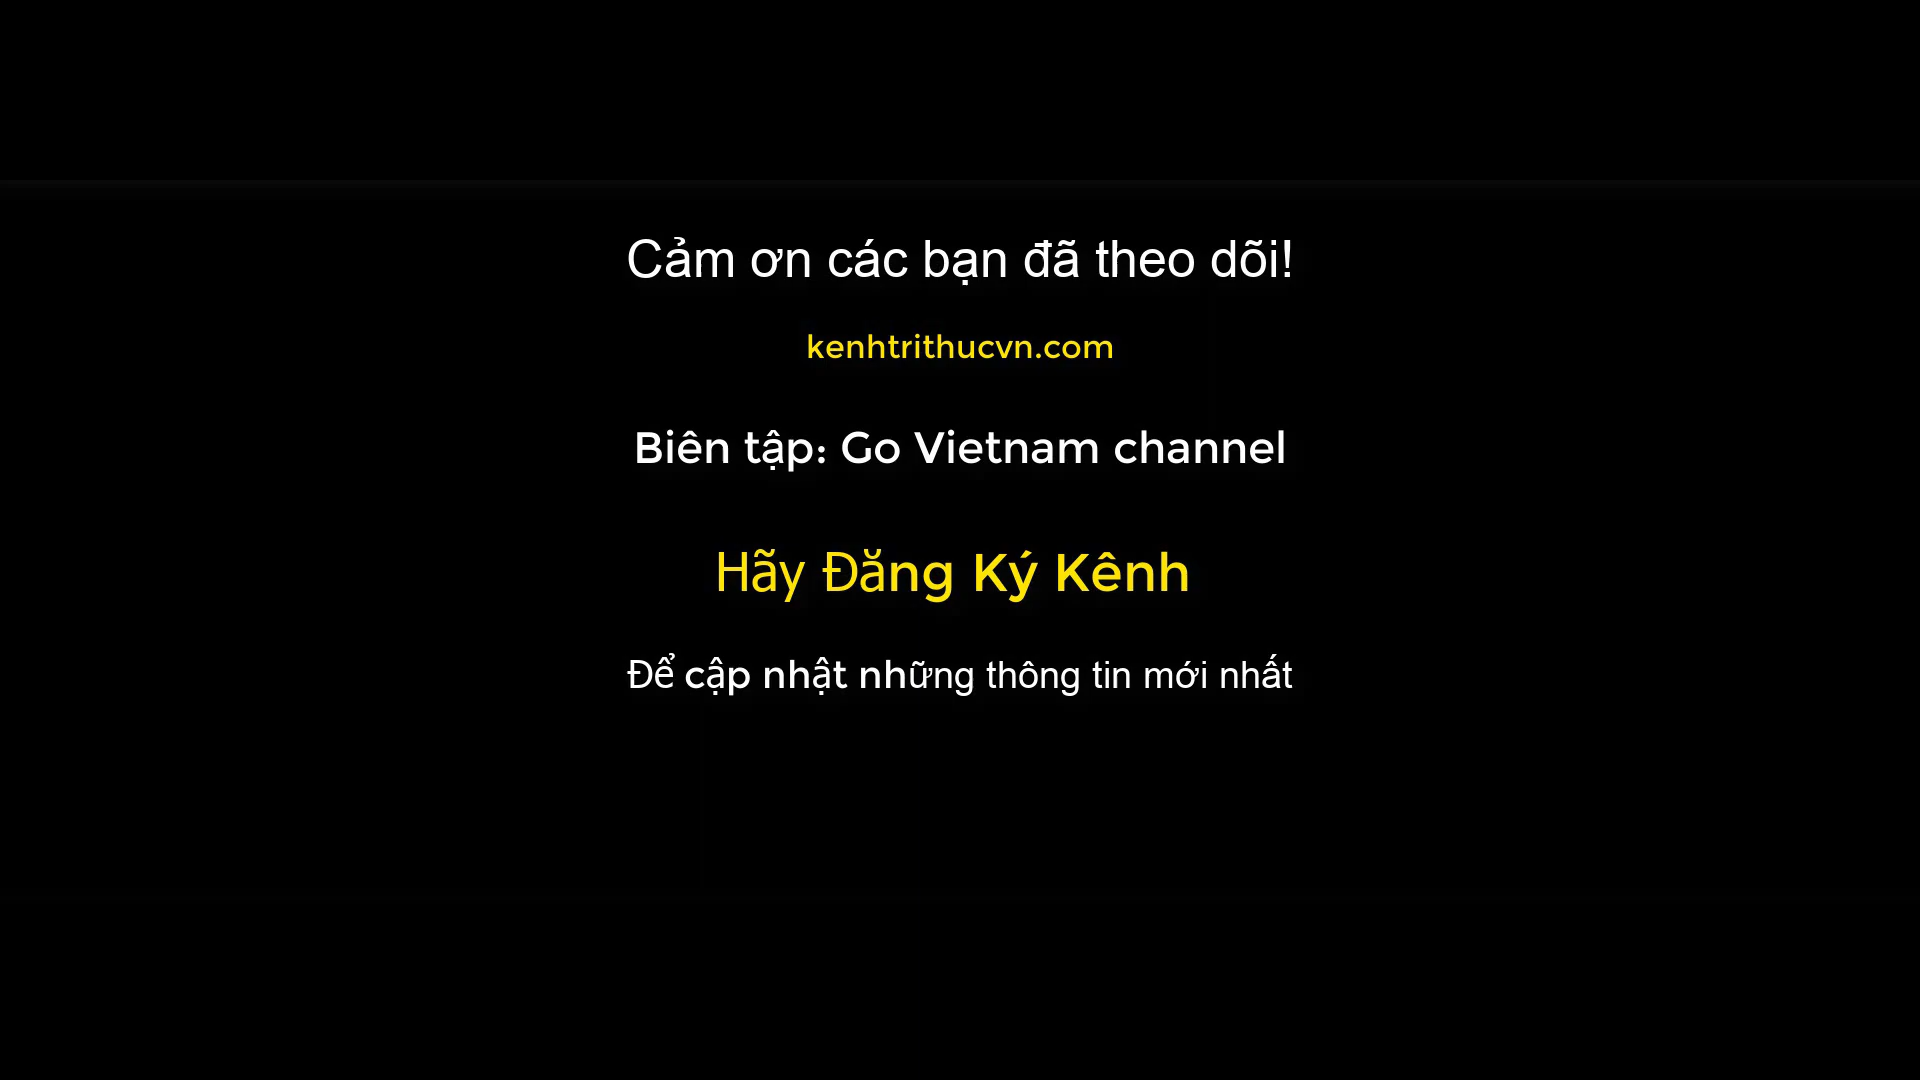 Cảm ơn các bạn đã theo dõi!
kenhtrithucvn.com
Biên tập: Go Vietnam channel
Hãy Đăng Ký Kênh
Để cập nhật những thông tin mới nhất